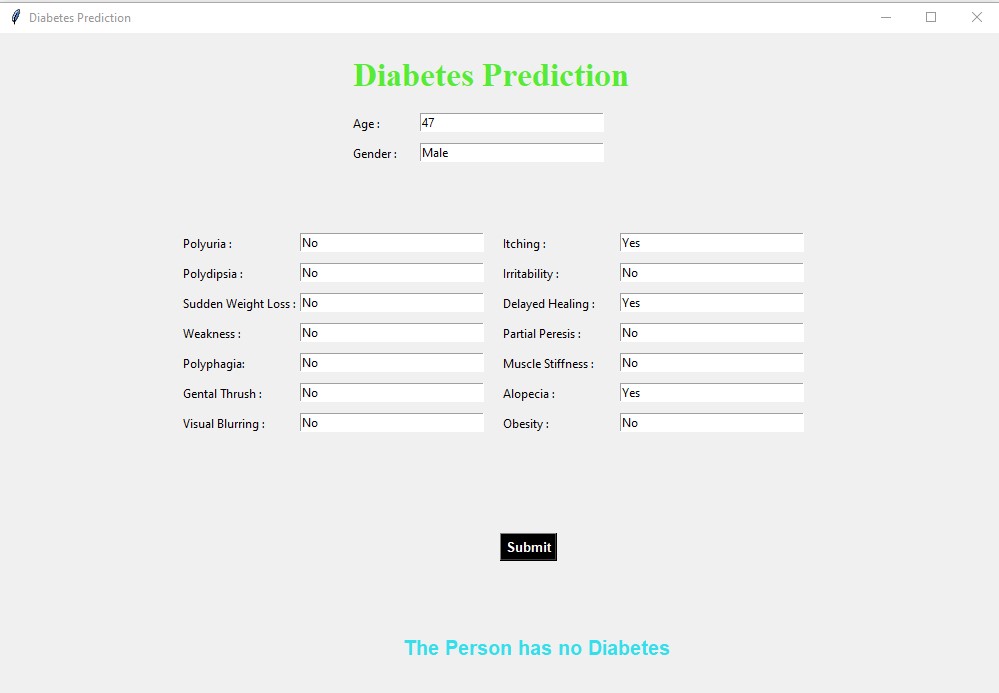 Diabetes Prediction
Diabetes Prediction
Age : 47
Gender : Male
Polyuria : No Itching : Yes
Polydipsia : No Irritability : No
Sudden Weight Loss : No Delayed Healing : Yes
Weakness : No Partial Peresis : No
Polyphagia: No Muscle Stiffness : No
Gental Thrush : No Alopecia : Yes
Visual Blurring : No Obesity : No
Submit
The Person has no Diabetes